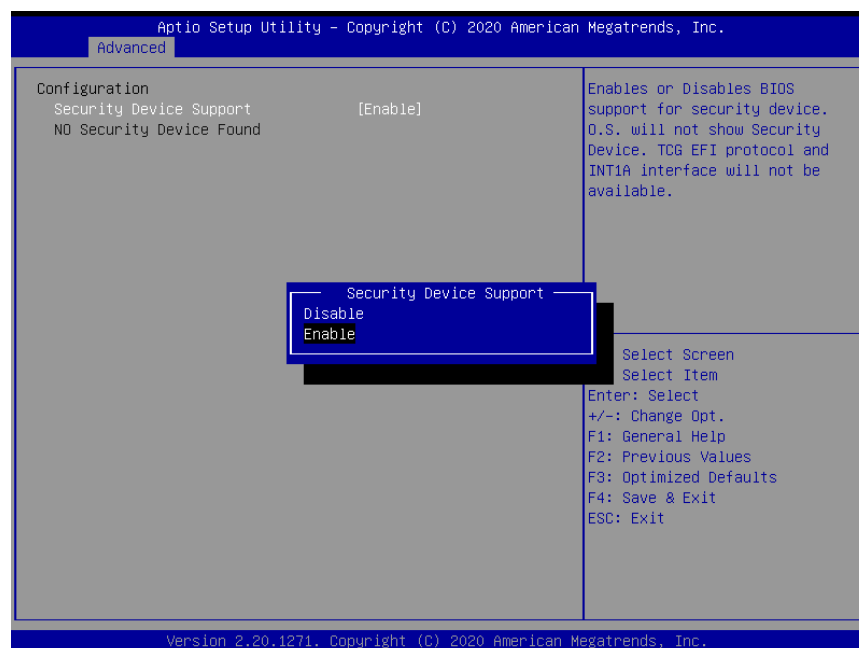 Aptio Setup Utility – Copyright (C) 2020 American Megatrends, Inc.
Advanced
Configuration
Security Device Support [Enable]
NO Security Device Found
Enables or Disables BIOS
support for security device.
O.S. will not show Security
Device. TCG EFI protocol and
INT1A interface will not be
available.
Security Device Support
Disable
Enable
Select Screen
Select Item
Enter: Select
+/-: Change Opt.
F1: General Help
F2: Previous Values
F3: Optimized Defaults
F4: Save & Exit
ESC: Exit
Version 2.20.1271. Copyright (C) 2020 American Megatrends, Inc.